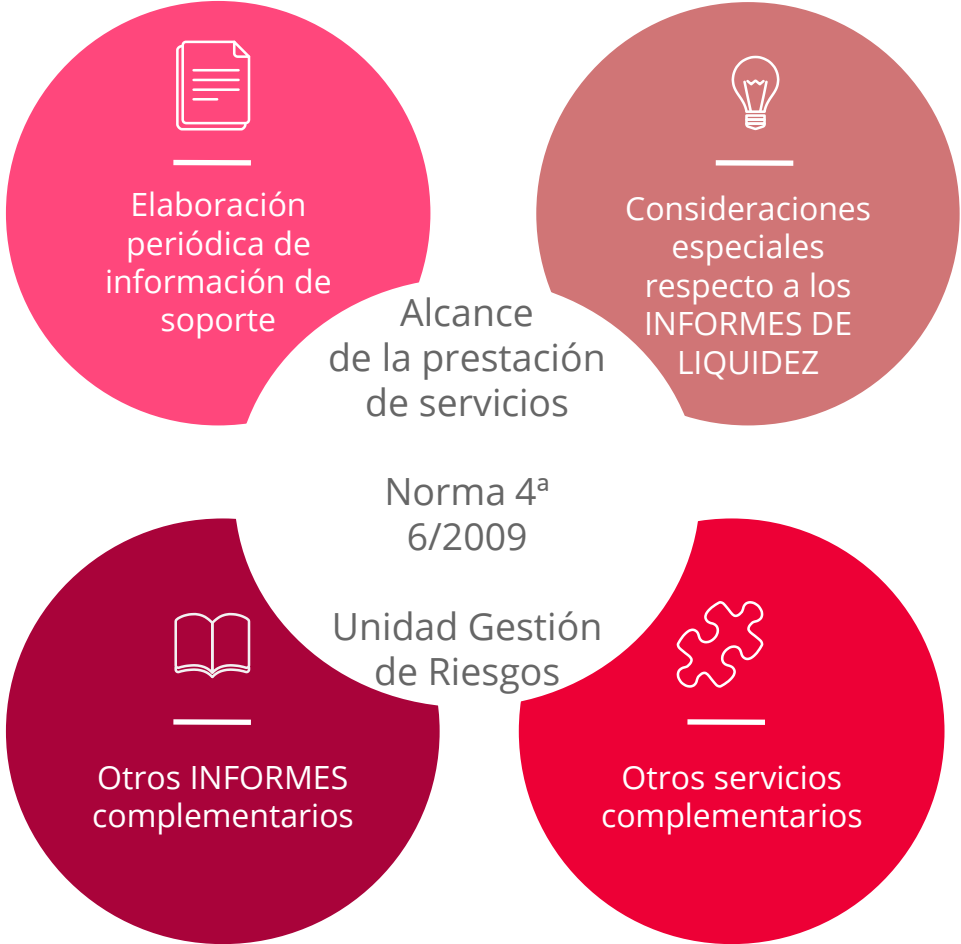 Elaboración
periódica de
información de
soporte
Consideraciones
especiales
respecto a los
INFORMES DE
LIQUIDEZ
Alcance
de la prestación
de servicios
Norma 4ª
6/2009
Unidad Gestión
de Riesgos
Otros INFORMES
complementarios
Otros servicios
complementarios